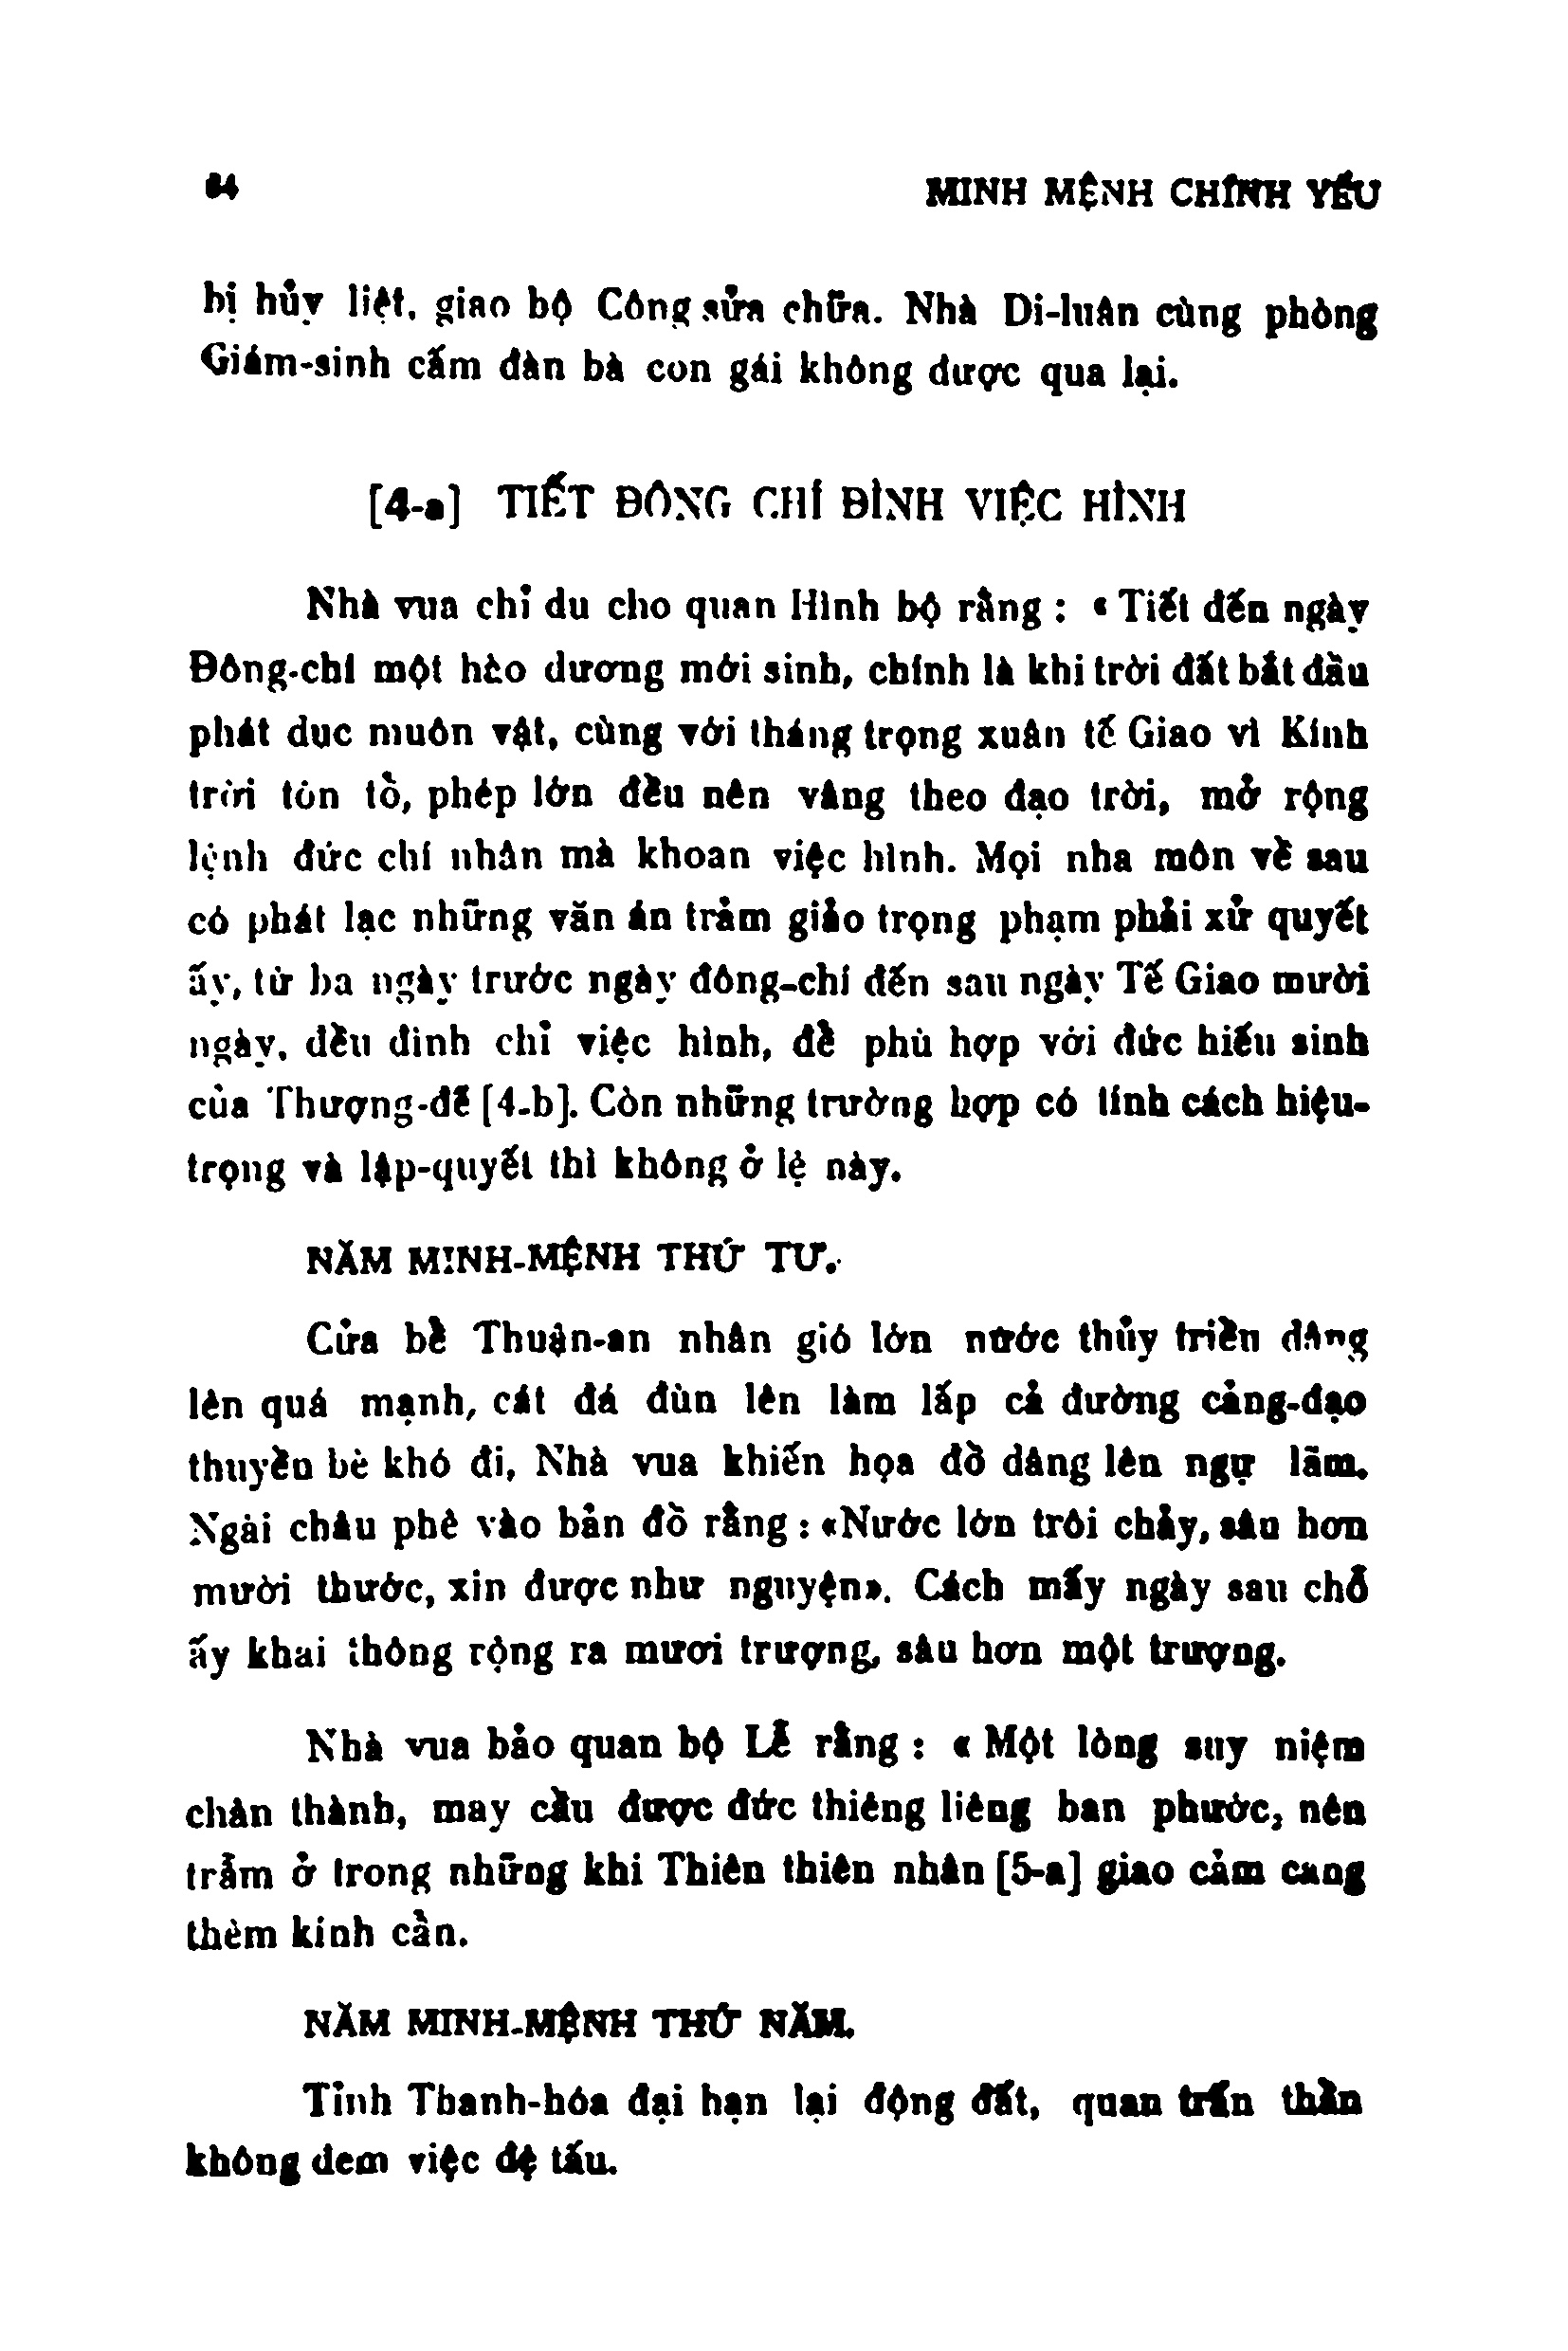 84 MINH MỆNH CHÍNH YẾU
bị hủy liệt, giao bộ Công sửa chữa. Nhà Di-luân cùng phòng
Giám-sinh cấm đàn bà con gái không được qua lại.
[4-a] TIẾT ĐÔNG CHÍ ĐÌNH VIỆC HÌNH
Nhà vua chỉ dụ cho quan Hình bộ rằng : « Tiết đến ngày
Đông-chí một hào dương mới sinh, chính là khi trời đất bắt đầu
phát dục muôn vật, cùng với tháng trọng xuân tế Giao vì Kính
trời tôn tổ, phép lớn đều nên vâng theo đạo trời, mở rộng
lệnh đức chí nhân mà khoan việc hình. Mọi nha môn về sau
có phát lạc những văn án trảm giảo trọng phạm phải xử quyết
ấy, từ ba ngày trước ngày đông-chí đến sau ngày Tế Giao mười
ngày, đều đình chỉ việc hình, để phù hợp với đức hiếu sinh
của Thượng-đế [4-b]. Còn những trường hợp có tính cách hiệu-
trọng và lập-quyết thì không ở lệ này.
NĂM MINH-MỆNH THỨ TƯ.
Cửa bể Thuận-an nhân gió lớn nước thủy triền dâng
lên quá mạnh, cát đá đùn lên làm lấp cả đường cảng-đạo
thuyền bè khó đi, Nhà vua khiến họa đồ dâng lên ngự lãm.
Ngài châu phê vào bản đồ rằng : «Nước lớn trôi chảy, sâu hơn
mười thước, xin được như nguyện». Cách mấy ngày sau chỗ
ấy khai thông rộng ra mươi trượng, sâu hơn một trượng.
Nhà vua bảo quan bộ Lễ rằng : « Một lòng suy niệm
chân thành, may cầu được đức thiêng liêng ban phước, nên
trẫm ở trong những khi Thiên thiên nhân [5-a] giao cảm càng
thêm kính cẩn.
NĂM MINH-MỆNH THỨ NĂM.
Tỉnh Thanh-hóa đại hạn lại động đất, quan trấn thần
không đem việc đệ tấu.